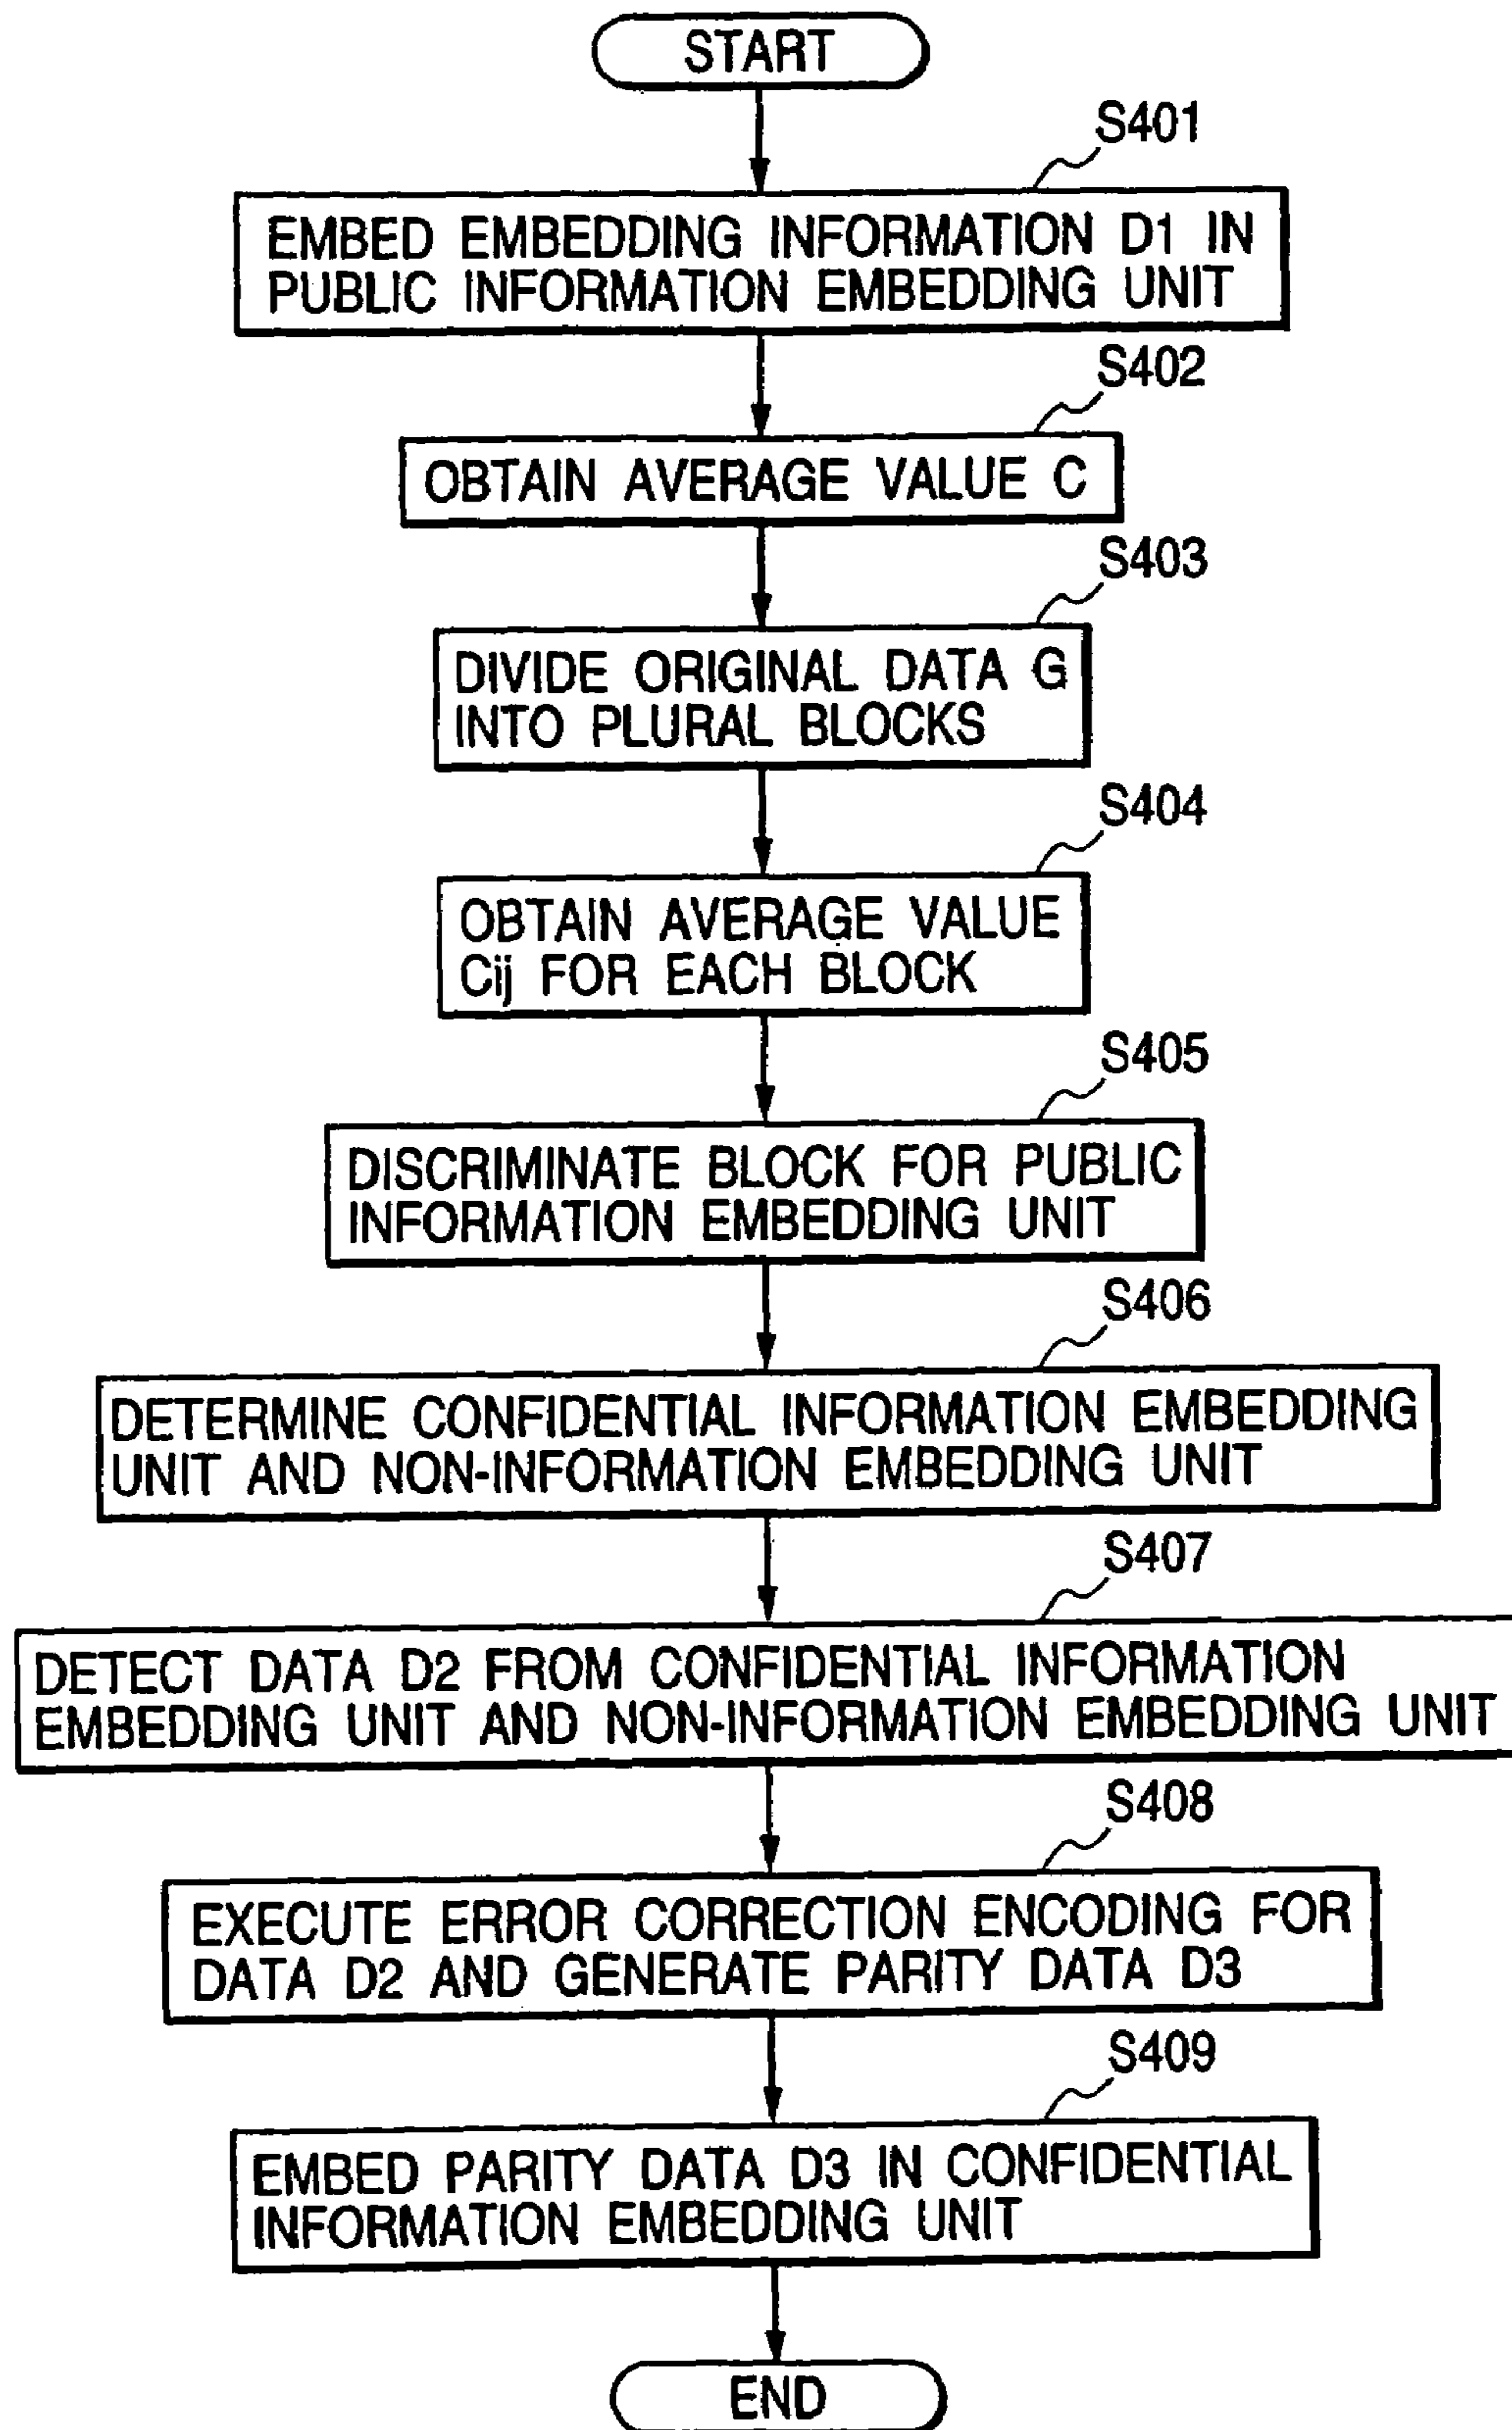 START
S401
EMBED EMBEDDING INFORMATION D1 IN
PUBLIC INFORMATION EMBEDDING UNIT
S402
OBTAIN AVERAGE VALUE C
S403
DIVIDE ORIGINAL DATA G
INTO PLURAL BLOCKS
S404
OBTAIN AVERAGE VALUE
Cij FOR EACH BLOCK
S405
DISCRIMINATE BLOCK FOR PUBLIC
INFORMATION EMBEDDING UNIT
S406
DETERMINE CONFIDENTIAL INFORMATION EMBEDDING
UNIT AND NON-INFORMATION EMBEDDING UNIT
S407
DETECT DATA D2 FROM CONFIDENTIAL INFORMATION
EMBEDDING UNIT AND NON-INFORMATION EMBEDDING UNIT
S408
EXECUTE ERROR CORRECTION ENCODING FOR
DATA D2 AND GENERATE PARITY DATA D3
S409
EMBED PARITY DATA D3 IN CONFIDENTIAL
INFORMATION EMBEDDING UNIT
END